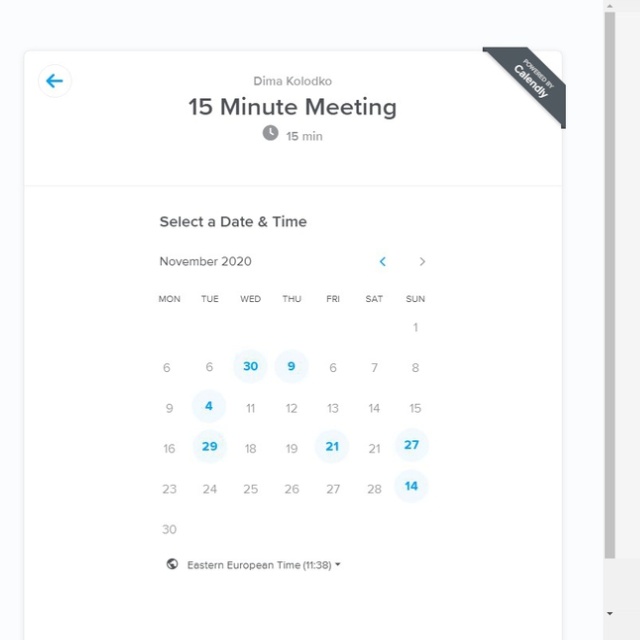 POWERED BY
Calendly
Dima Kolodko
15 Minute Meeting
15 min
Select a Date & Time
November 2020
MON TUE WED THU FRI SAT SUN
1
6 6 30 9 6 7 8
9 4 11 12 13 14 15
16 29 18 19 21 21 27
23 24 25 26 27 28 14
30
Eastern European Time (11:38)